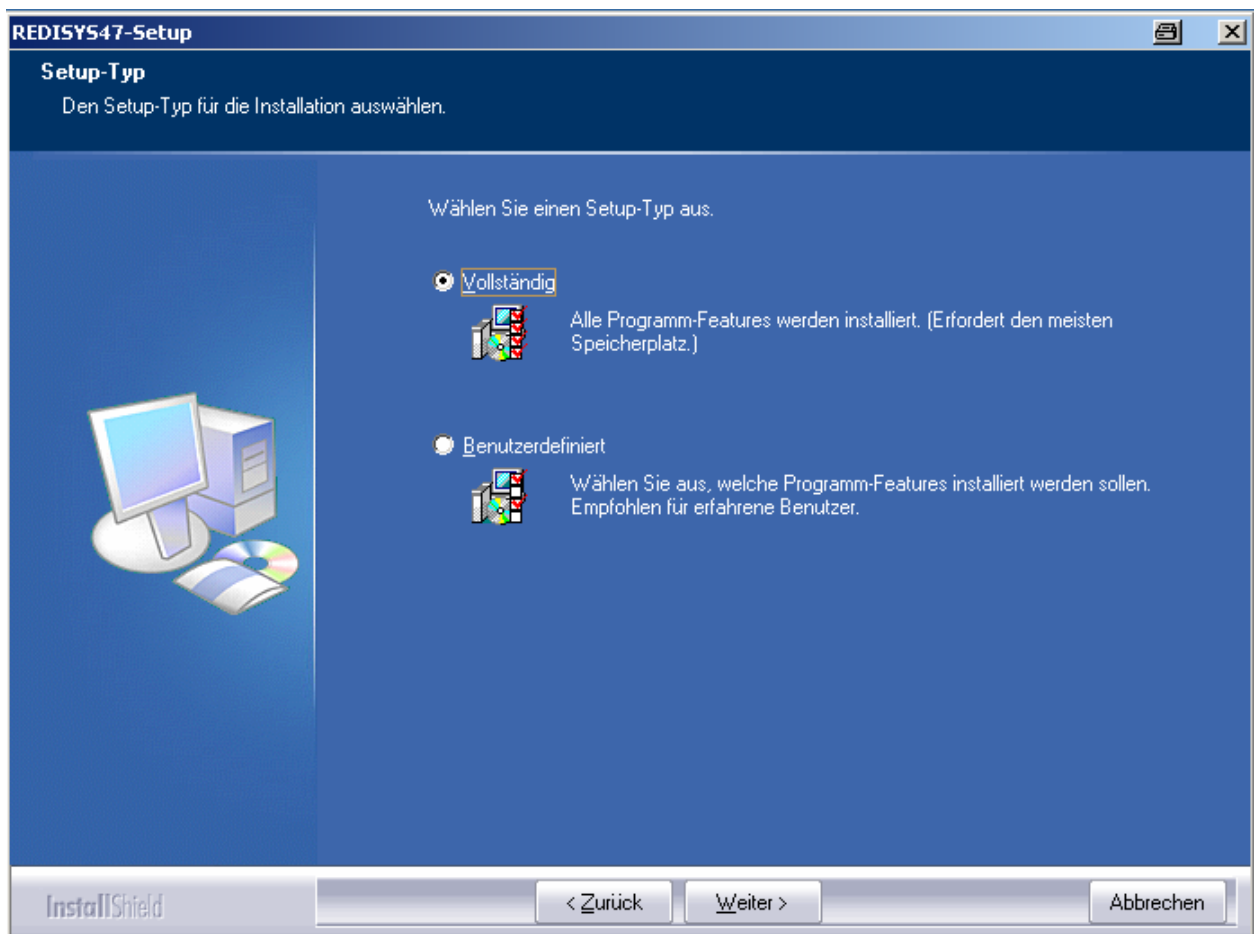 REDISYS47-Setup
Setup-Typ
Den Setup-Typ für die Installation auswählen.
Wählen Sie einen Setup-Typ aus.
Vollständig
Alle Programm-Features werden installiert. (Erfordert den meisten
Speicherplatz.)
Benutzerdefiniert
Wählen Sie aus, welche Programm-Features installiert werden sollen.
Empfohlen für erfahrene Benutzer.
InstallShield
< Zurück
Weiter >
Abbrechen